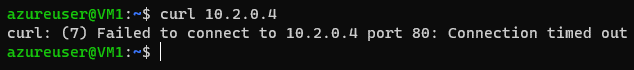 azureuser@VM1:~$ curl 10.2.0.4
curl: (7) Failed to connect to 10.2.0.4 port 80: Connection timed out
azureuser@VM1:~$